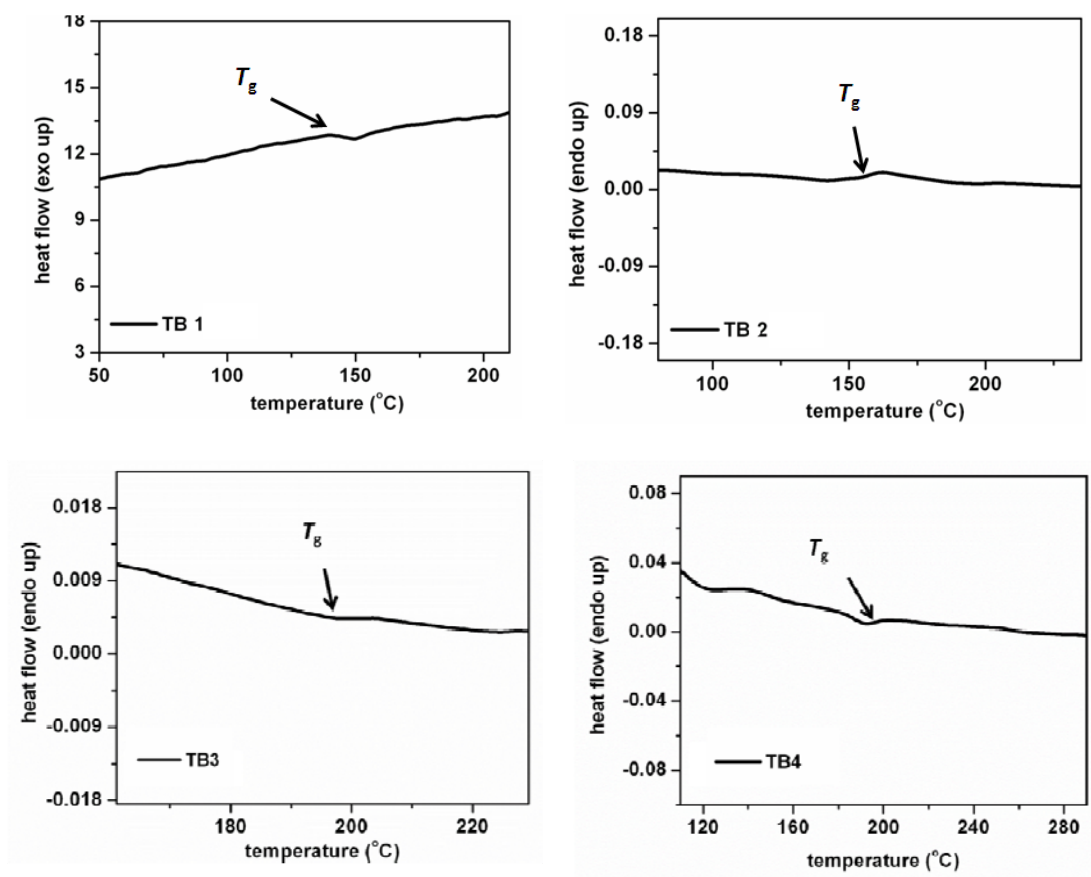 heat flow (exo up)
18
15
12
9
6
3
Tg
TB 1
50
100
150
200
temperature (°C)
heat flow (endo up)
0.18
0.09
0.00
-0.09
-0.18
Tg
TB 2
100
150
200
temperature (°C)
heat flow (endo up)
0.018
0.009
0.000
-0.009
-0.018
Tg
TB3
180
200
220
temperature (°C)
heat flow (endo up)
0.08
0.04
0.00
-0.04
-0.08
Tg
TB4
120
160
200
240
280
temperature (°C)